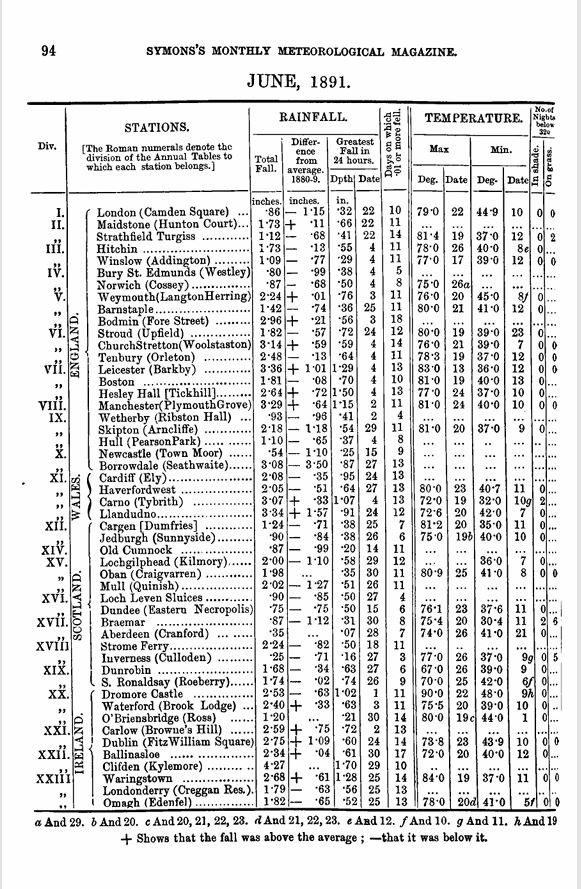 94 SYMONS'S MONTHLY METEOROLOGICAL MAGAZINE.
JUNE, 1891.
Div. STATIONS. RAINFALL. Days on which ·01 or more fell. TEMPERATURE. No. of Nights below 32o
[The Roman numerals denote the division of the Annual Tables to which each station belongs.] Total Fall. Difference from average. 1880-9. Greatest Fall in 24 hours. Max Min. In shade. On grass.
Dpth Date Deg. Date Deg. Date
inches. inches. in.
ENGLAND.
I. London (Camden Square) ... ·86 — 1·15 ·32 22 10 79·0 22 44·9 10 0 0
II. Maidstone (Hunton Court)... 1·73 + ·11 ·66 22 11 ... ... ... ...
„ Strathfield Turgiss ... 1·12 — ·68 ·41 22 14 81·4 19 37·0 12 0 2
III. Hitchin ... 1·73 — ·13 ·55 4 11 78·0 26 40·0 8e 0 ...
„ Winslow (Addington) ... 1·09 — ·77 ·29 4 11 77·0 17 39·0 12 0 0
IV. Bury St. Edmunds (Westley) ·80 — ·99 ·38 4 5 ... ... ... ...
„ Norwich (Cossey) ... ·87 — ·68 ·50 4 8 75·0 26a ... ...
V. Weymouth(LangtonHerring) 2·24 + ·01 ·76 3 11 76·0 20 45·0 8f 0 ...
„ Barnstaple ... 1·42 — ·74 ·36 25 11 80·0 21 41·0 12 0 ...
„ Bodmin (Fore Street) ... 2·96 + ·21 ·56 3 18 ... ... ... ...
VI. Stroud (Upfield) ... 1·82 — ·57 ·72 24 12 80·0 19 39·0 23 0 ...
„ ChurchStretton(Woolstaston) 3·14 + ·59 ·59 4 14 76·0 21 39·0 7 0 0
„ Tenbury (Orleton) ... 2·48 — ·13 ·64 4 11 78·3 19 37·0 12 0 0
VII. Leicester (Barkby) ... 3·36 + 1·01 1·29 4 13 83·0 13 36·0 12 0 0
„ Boston ... 1·81 — ·08 ·70 4 10 81·0 19 40·0 13 0 ...
„ Hesley Hall [Tickhill] ... 2·64 + ·72 1·50 4 13 77·0 24 37·0 10 0 ...
VIII. Manchester(PlymouthGrove) 3·29 + ·64 1·15 2 11 81·0 24 40·0 10 0 0
IX. Wetherby (Ribston Hall) ... ·93 — ·96 ·41 2 4 ... ... ... ...
„ Skipton (Arncliffe) ... 2·18 — 1·18 ·54 29 11 81·0 20 37·0 9 0 ...
„ Hull (PearsonPark) ... 1·10 — ·65 ·37 4 8 ... ... ... ...
X. Newcastle (Town Moor) ... ·54 — 1·10 ·25 15 9 ... ... ... ...
„ Borrowdale (Seathwaite) ... 3·08 — 3·50 ·87 27 13 ... ... ... ...
WALES.
XI. Cardiff (Ely) ... 2·08 — ·35 ·95 24 13 ... ... ... ...
„ Haverfordwest ... 2·05 — ·51 ·64 27 13 80·0 23 40·7 11 0 ...
„ Carno (Tybrith) ... 3·07 + ·33 1·07 4 13 72·0 19 32·0 10g 2 ...
„ Llandudno ... 3·34 + 1·57 ·91 24 12 72·6 20 42·0 7 0 ...
SCOTLAND.
XII. Cargen [Dumfries] ... 1·24 — ·71 ·38 25 7 81·2 20 35·0 11 0 ...
„ Jedburgh (Sunnyside) ... ·90 — ·84 ·38 26 6 75·0 19b 40·0 10 0 ...
XIV. Old Cumnock ... ·87 — ·99 ·20 14 11 ... ... ... ...
XV. Lochgilphead (Kilmory) ... 2·00 — 1·10 ·58 29 12 ... ... 36·0 7 0 ...
„ Oban (Craigvarren) ... 1·98 ... ·35 30 11 80·9 25 41·0 8 0 0
„ Mull (Quinish) ... 2·02 — 1·27 ·51 26 11 ... ... ... ...
XVI. Loch Leven Sluices ... ·90 — ·85 ·50 27 4 ... ... ... ...
„ Dundee (Eastern Necropolis) ·75 — ·75 ·50 15 6 76·1 23 37·6 11 0 ...
XVII. Braemar ... ·87 — 1·12 ·31 30 8 75·4 20 30·4 11 2 6
„ Aberdeen (Cranford) ... ·35 ... ·07 28 7 74·0 26 41·0 21 0 ...
XVIII Strome Ferry ... 2·24 — ·82 ·50 18 11 ... ... ... ...
„ Inverness (Culloden) ... ·25 — ·71 ·16 27 3 77·0 26 37·0 9g 0 5
XIX. Dunrobin ... 1·68 — ·34 ·63 27 6 67·0 26 39·0 9 0 ...
„ S. Ronaldsay (Roeberry) ... 1·74 — ·02 ·74 26 9 70·0 25 42·0 6f 0 ...
IRELAND.
XX. Dromore Castle ... 2·53 — ·63 1·02 1 11 90·0 22 48·0 9h 0 ...
„ Waterford (Brook Lodge) ... 2·40 + ·33 ·63 3 11 75·5 20 39·0 10 0 ...
„ O'Briensbridge (Ross) ... 1·20 ... ·21 30 14 80·0 19c 44·0 1 0 ...
XXI. Carlow (Browne's Hill) ... 2·59 + ·75 ·72 2 13 ... ... ... ...
„ Dublin (FitzWilliam Square) 2·75 + 1·09 ·60 24 14 73·8 23 43·9 10 0 0
XXII. Ballinasloe ... 2·34 + ·04 ·61 30 17 72·0 20 40·0 12 0 ...
„ Clifden (Kylemore) ... 4·27 ... 1·70 29 10 ... ... ... ...
XXIII Waringstown ... 2·68 + ·61 1·28 25 14 84·0 19 37·0 11 0 0
„ Londonderry (Creggan Res.). 1·79 — ·63 ·56 25 13 ... ... ... ...
„ Omagh (Edenfel) ... 1·82 — ·65 ·52 25 13 78·0 20d 41·0 5f 0 0
a And 29. b And 20. c And 20, 21, 22, 23. d And 21, 22, 23. e And 12. f And 10. g And 11. h And 19
+ Shows that the fall was above the average ; —that it was below it.